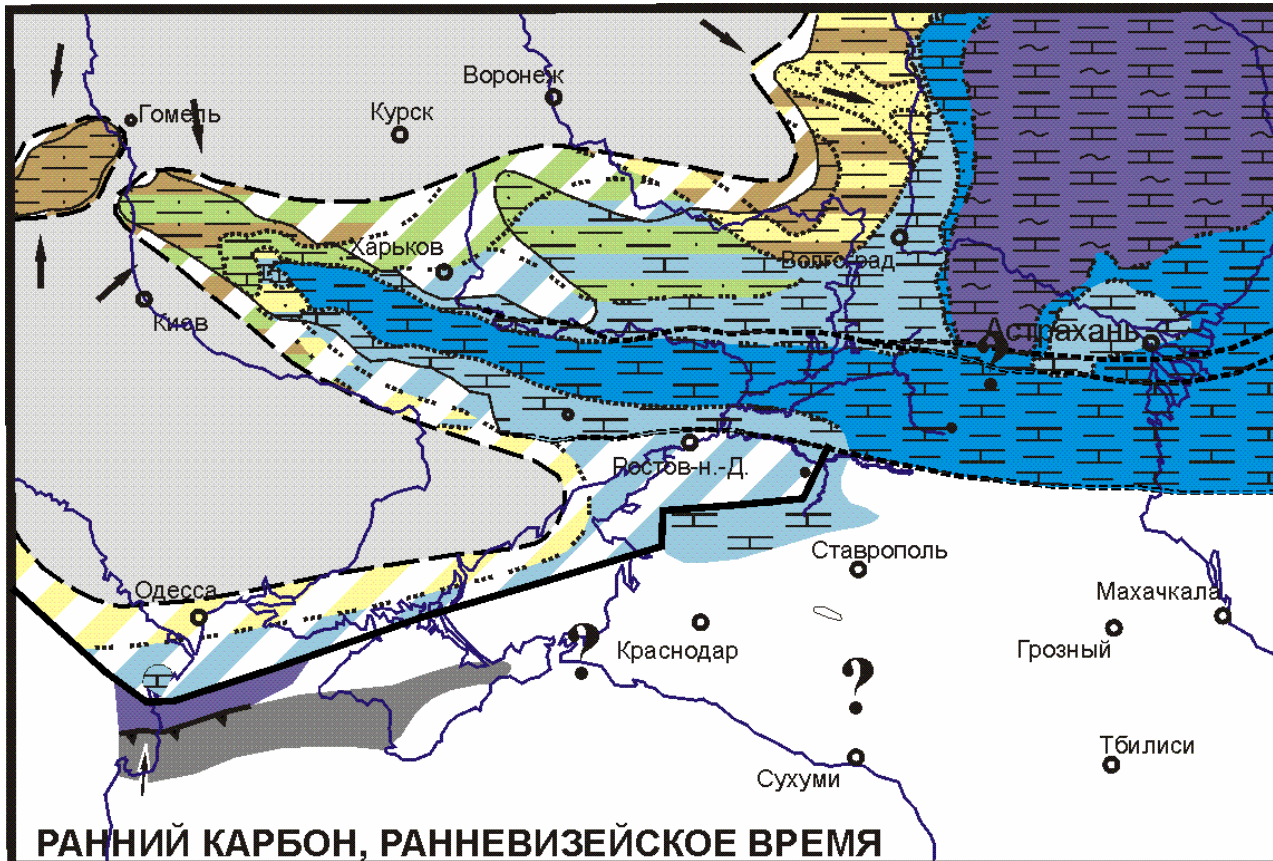 Воронеж
Гомель
Курск
Харьков
Волгоград
Киев
Астрахань
?
Ростов-н.-Д.
Ставрополь
Одесса
Махачкала
?
Краснодар
Грозный
?
Тбилиси
Сухуми
РАННИЙ КАРБОН, РАННЕВИЗЕЙСКОЕ ВРЕМЯ